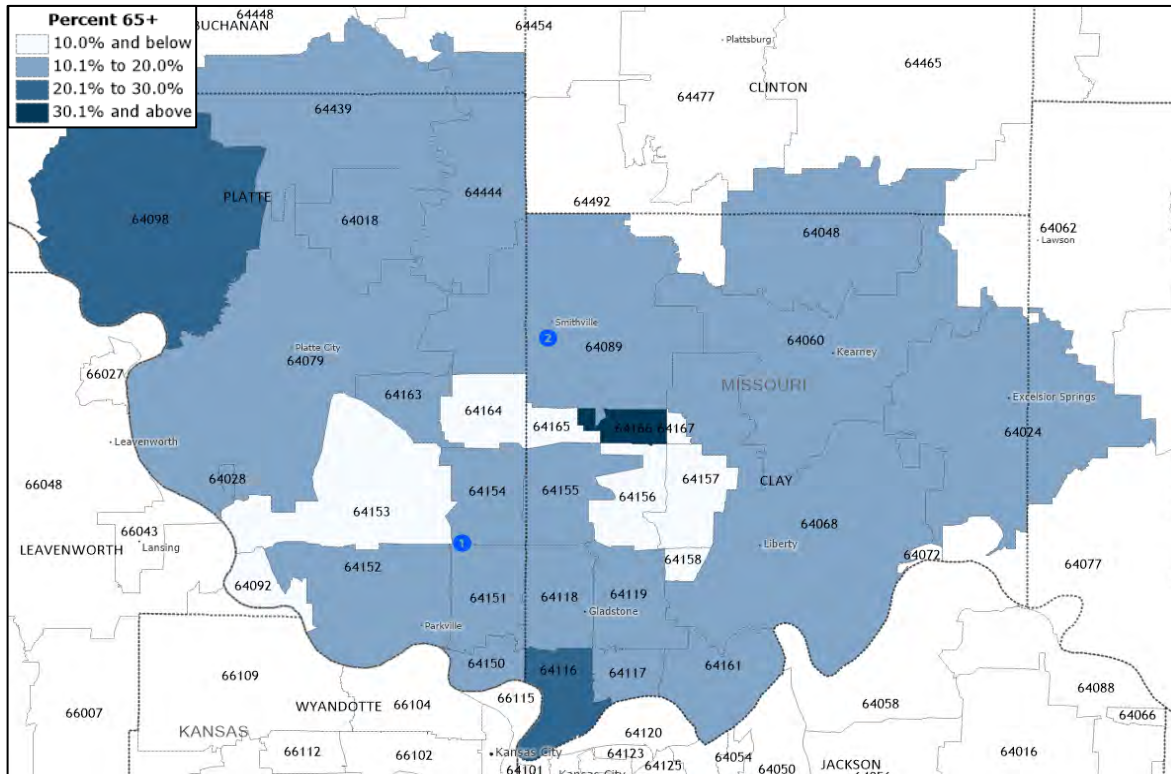 Percent 65+
10.0% and below
10.1% to 20.0%
20.1% to 30.0%
30.1% and above
64448
BUCHANAN
64454
Plattsburg
64465
64477
CLINTON
64439
PLATTE
64098
64018
64444
64492
64048
64062
Lawson
Smithville
2
64089
64060
Kearney
Platte City
64079
MISSOURI
66027
64163
64164
64165
64166
64167
Excelsior Springs
64024
Leavenworth
66048
64028
64153
64154
64155
64156
64157
CLAY
64068
66043
LEAVENWORTH
Lansing
1
Liberty
64158
64072
64077
64092
64152
64151
64118
64119
Gladstone
Parkville
64150
64116
64117
64161
66109
66115
WYANDOTTE
66104
66007
KANSAS
64120
64058
64088
64066
66112
66102
Kansas City
64101
64123
64125
Kansas City
64054
64050
JACKSON
64016